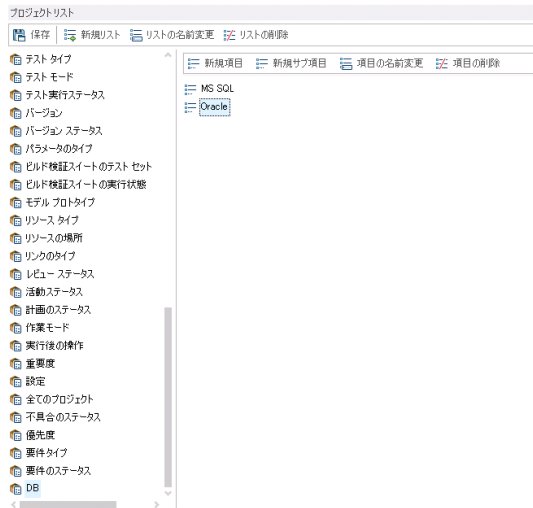 プロジェクトリスト
保存 新規リスト リストの名前変更 リストの削除
テスト タイプ
テスト モード
テスト実行ステータス
バージョン
バージョン ステータス
パラメータのタイプ
ビルド検証スイートのテスト セット
ビルド検証スイートの実行状態
モデル プロトタイプ
リソース タイプ
リソースの場所
リンクのタイプ
レビュー ステータス
活動ステータス
計画のステータス
作業モード
実行後の操作
重要度
設定
全てのプロジェクト
不具合のステータス
優先度
要件タイプ
要件のステータス
DB
新規項目 新規サブ項目 項目の名前変更 項目の削除
MS SQL
Oracle